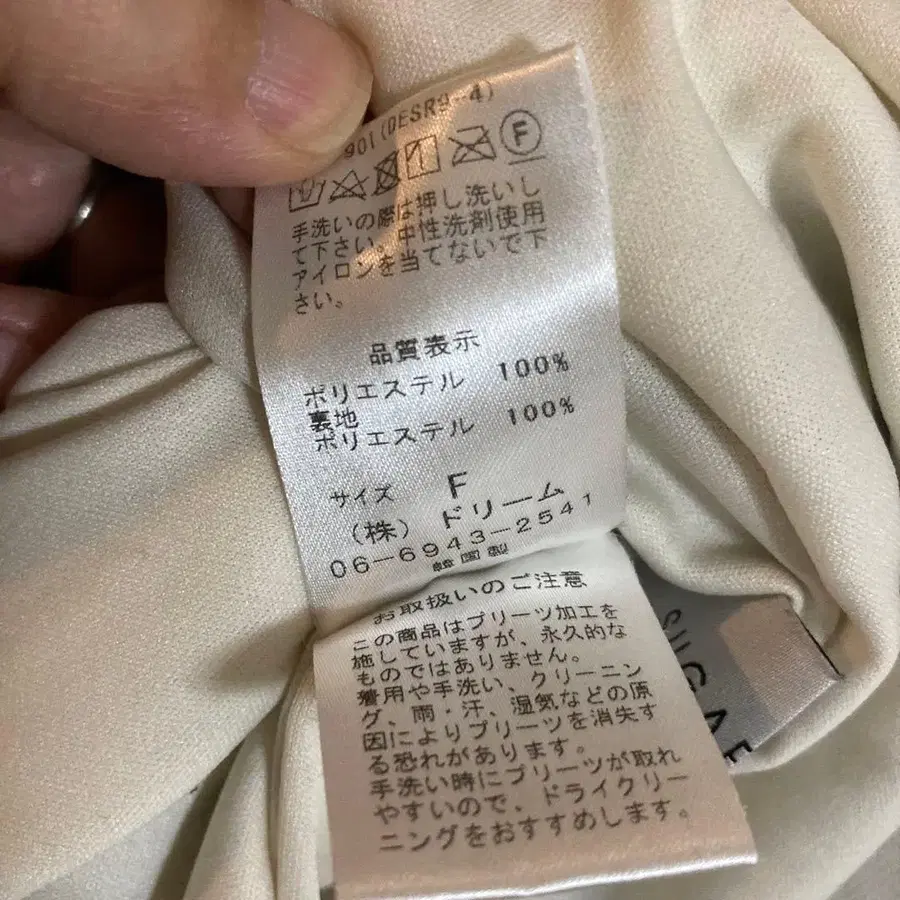 901(DESR9-4)
F
手洗いの際は押し洗いし
て下さい。中性洗剤使用
アイロンを当てないで下
さい。
品質表示
ポリエステル 100%
裏地
ポリエステル 100%
サイズ F
(株) ドリーム
06-6943-2541
韓国製
お取扱いのご注意
この商品はプリーツ加工を
施していますが、永久的な
ものではありません。
着用や手洗い、クリーニン
グ、雨・汗、湿気などの原
因によりプリーツを消失す
る恐れがあります。
手洗い時にプリーツが取れ
やすいので、ドライクリー
ニングをおすすめします。